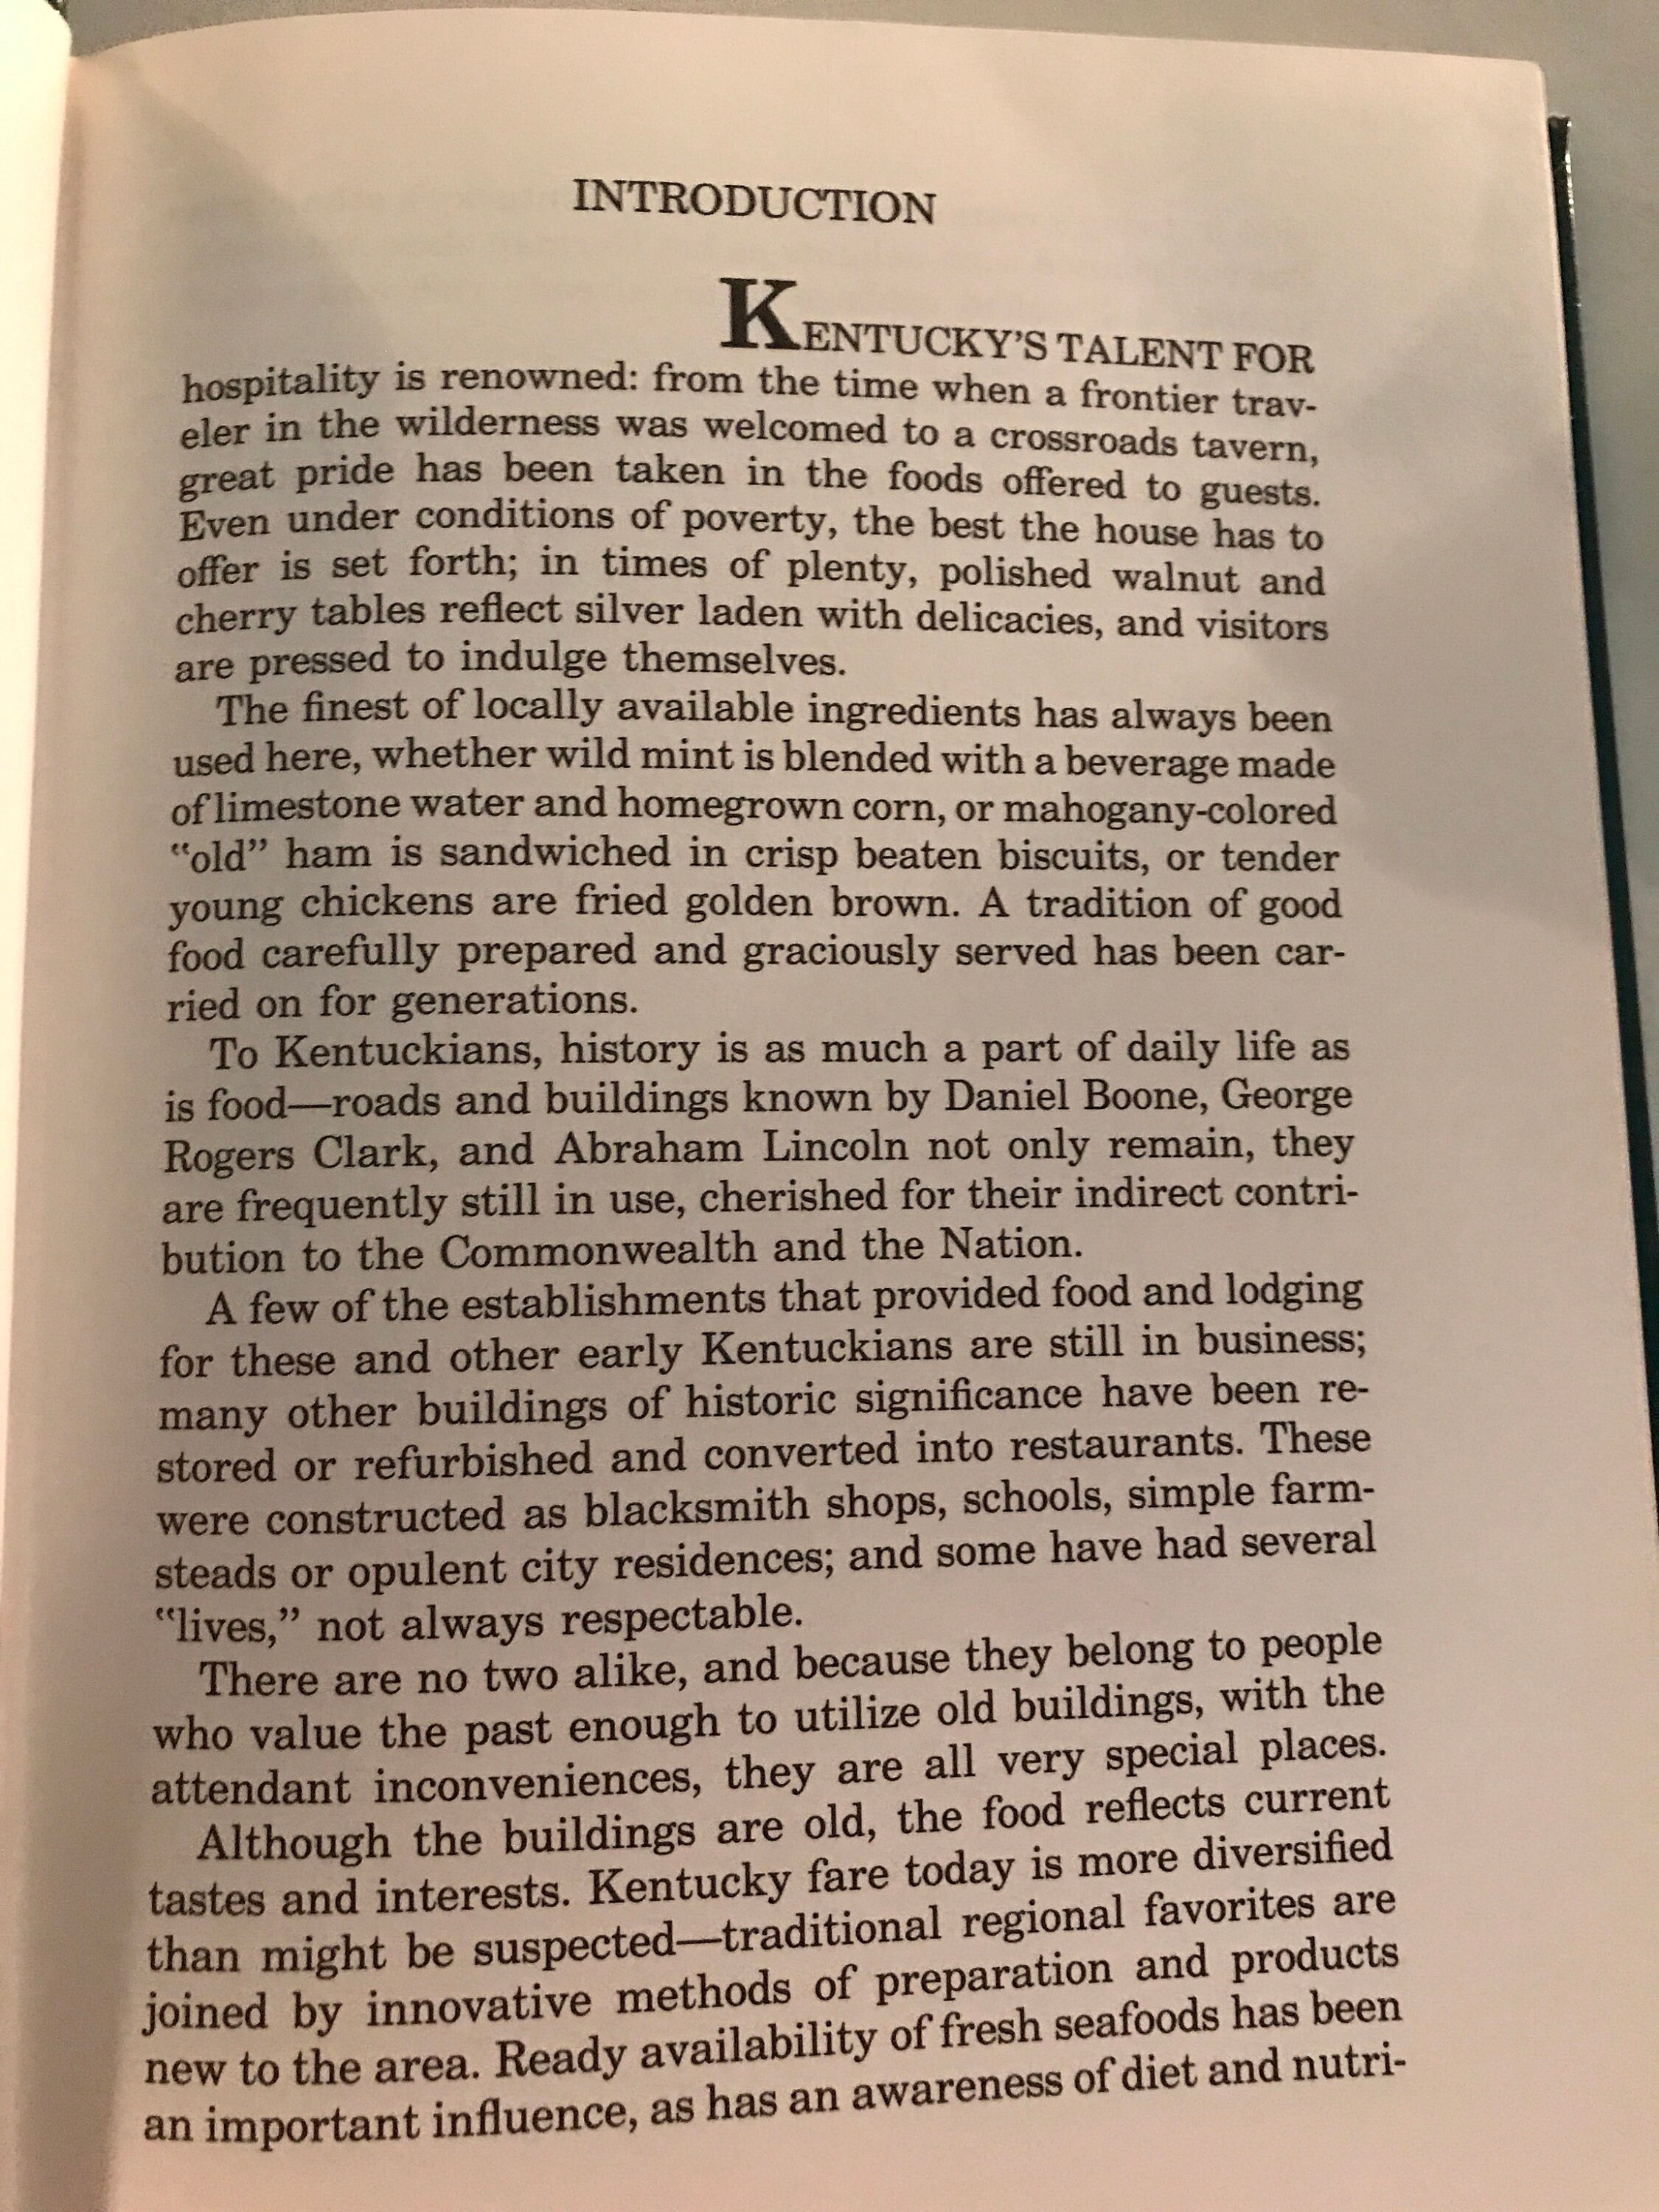 INTRODUCTION
KENTUCKY'S TALENT FOR
hospitality is renowned: from the time when a frontier trav-
eler in the wilderness was welcomed to a crossroads tavern,
great pride has been taken in the foods offered to guests.
Even under conditions of poverty, the best the house has to
offer is set forth; in times of plenty, polished walnut and
cherry tables reflect silver laden with delicacies, and visitors
are pressed to indulge themselves.
The finest of locally available ingredients has always been
used here, whether wild mint is blended with a beverage made
of limestone water and homegrown corn, or mahogany-colored
"old" ham is sandwiched in crisp beaten biscuits, or tender
young chickens are fried golden brown. A tradition of good
food carefully prepared and graciously served has been car-
ried on for generations.
To Kentuckians, history is as much a part of daily life as
is food—roads and buildings known by Daniel Boone, George
Rogers Clark, and Abraham Lincoln not only remain, they
are frequently still in use, cherished for their indirect contri-
bution to the Commonwealth and the Nation.
A few of the establishments that provided food and lodging
for these and other early Kentuckians are still in business;
many other buildings of historic significance have been re-
stored or refurbished and converted into restaurants. These
were constructed as blacksmith shops, schools, simple farm-
steads or opulent city residences; and some have had several
"lives," not always respectable.
There are no two alike, and because they belong to people
who value the past enough to utilize old buildings, with the
attendant inconveniences, they are all very special places.
Although the buildings are old, the food reflects current
tastes and interests. Kentucky fare today is more diversified
than might be suspected—traditional regional favorites are
joined by innovative methods of preparation and products
new to the area. Ready availability of fresh seafoods has been
an important influence, as has an awareness of diet and nutri-